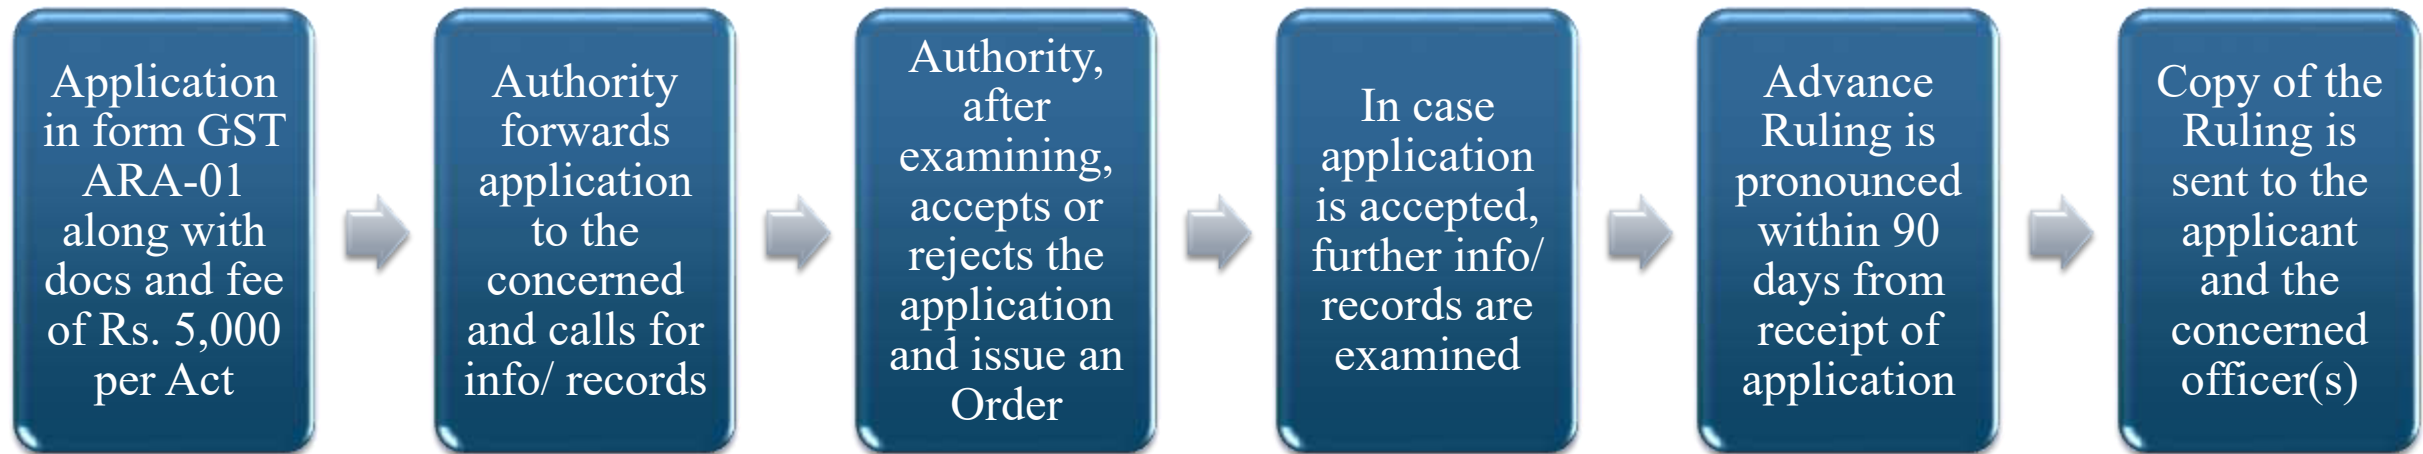 Application
in form GST
ARA-01
along with
docs and fee
of Rs. 5,000
per Act
Authority
forwards
application
to the
concerned
and calls for
info/ records
Authority,
after
examining,
accepts or
rejects the
application
and issue an
Order
In case
application
is accepted,
further info/
records are
examined
Advance
Ruling is
pronounced
within 90
days from
receipt of
application
Copy of the
Ruling is
sent to the
applicant
and the
concerned
officer(s)